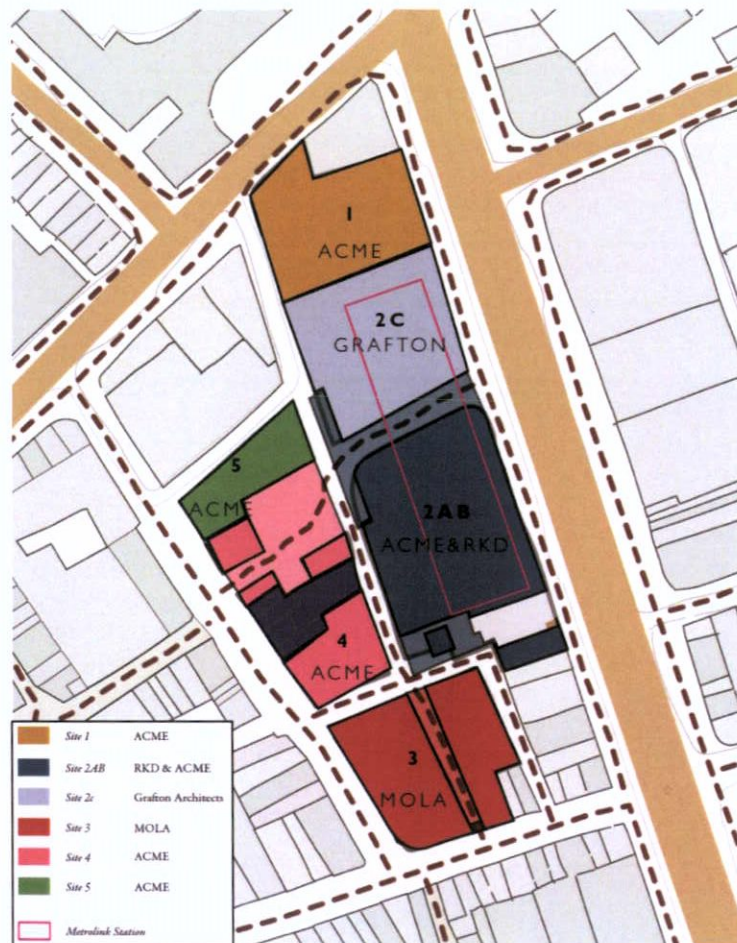 1
ACME
2C
GRAFTON
5
ACME
2AB
ACME&RKD
4
ACME
3
MOLA
Site 1 ACME
Site 2AB RKD & ACME
Site 2c Grafton Architects
Site 3 MOLA
Site 4 ACME
Site 5 ACME
Metrolink Station